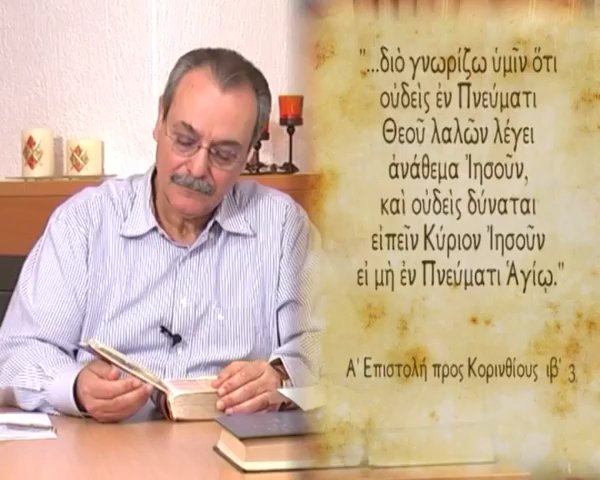 "...διὸ γνωρίζω ὑμῖν ὅτι
οὐδεὶς ἐν Πνεύματι
Θεοῦ λαλῶν λέγει
ἀνάθεμα Ἰησοῦν,
καὶ οὐδεὶς δύναται
εἰπεῖν Κύριον Ἰησοῦν
εἰ μὴ ἐν Πνεύματι Ἁγίῳ."
Α' Επιστολή προς Κορινθίους ιβ' 3